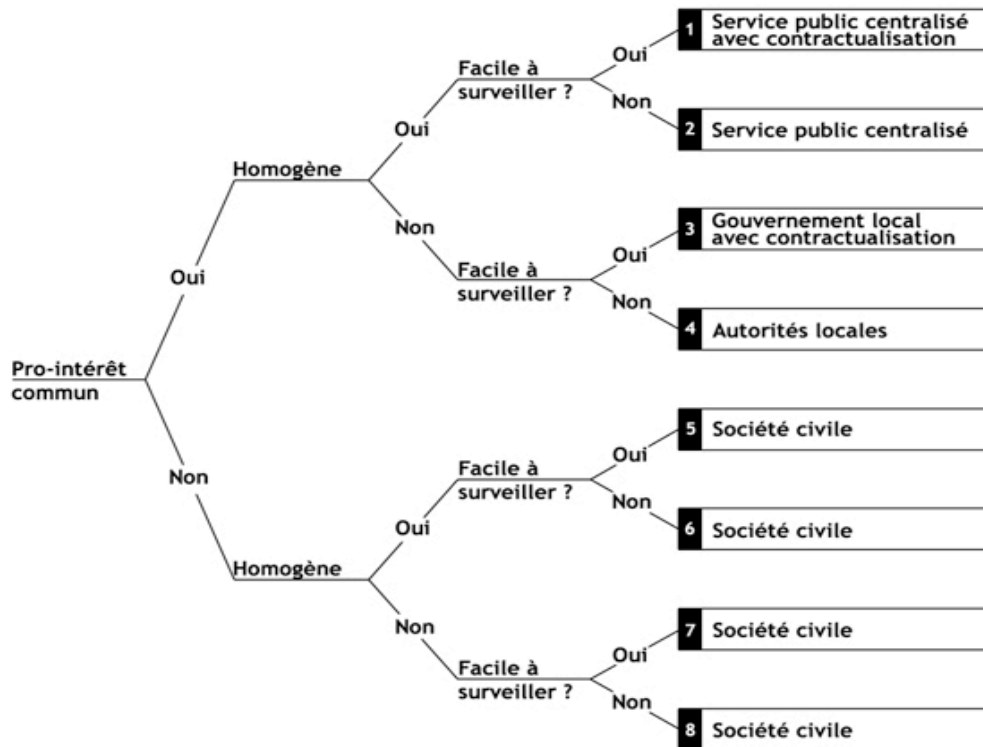 1 Service public centralisé
avec contractualisation
Oui
Facile à
surveiller ?
Non
2 Service public centralisé
Oui
Homogène
Non
3 Gouvernement local
avec contractualisation
Oui
Facile à
surveiller ?
Non
4 Autorités locales
Oui
Pro-intérêt
commun
Non
5 Société civile
Oui
Facile à
surveiller ?
Non
6 Société civile
Oui
Homogène
Non
7 Société civile
Oui
Facile à
surveiller ?
Non
8 Société civile